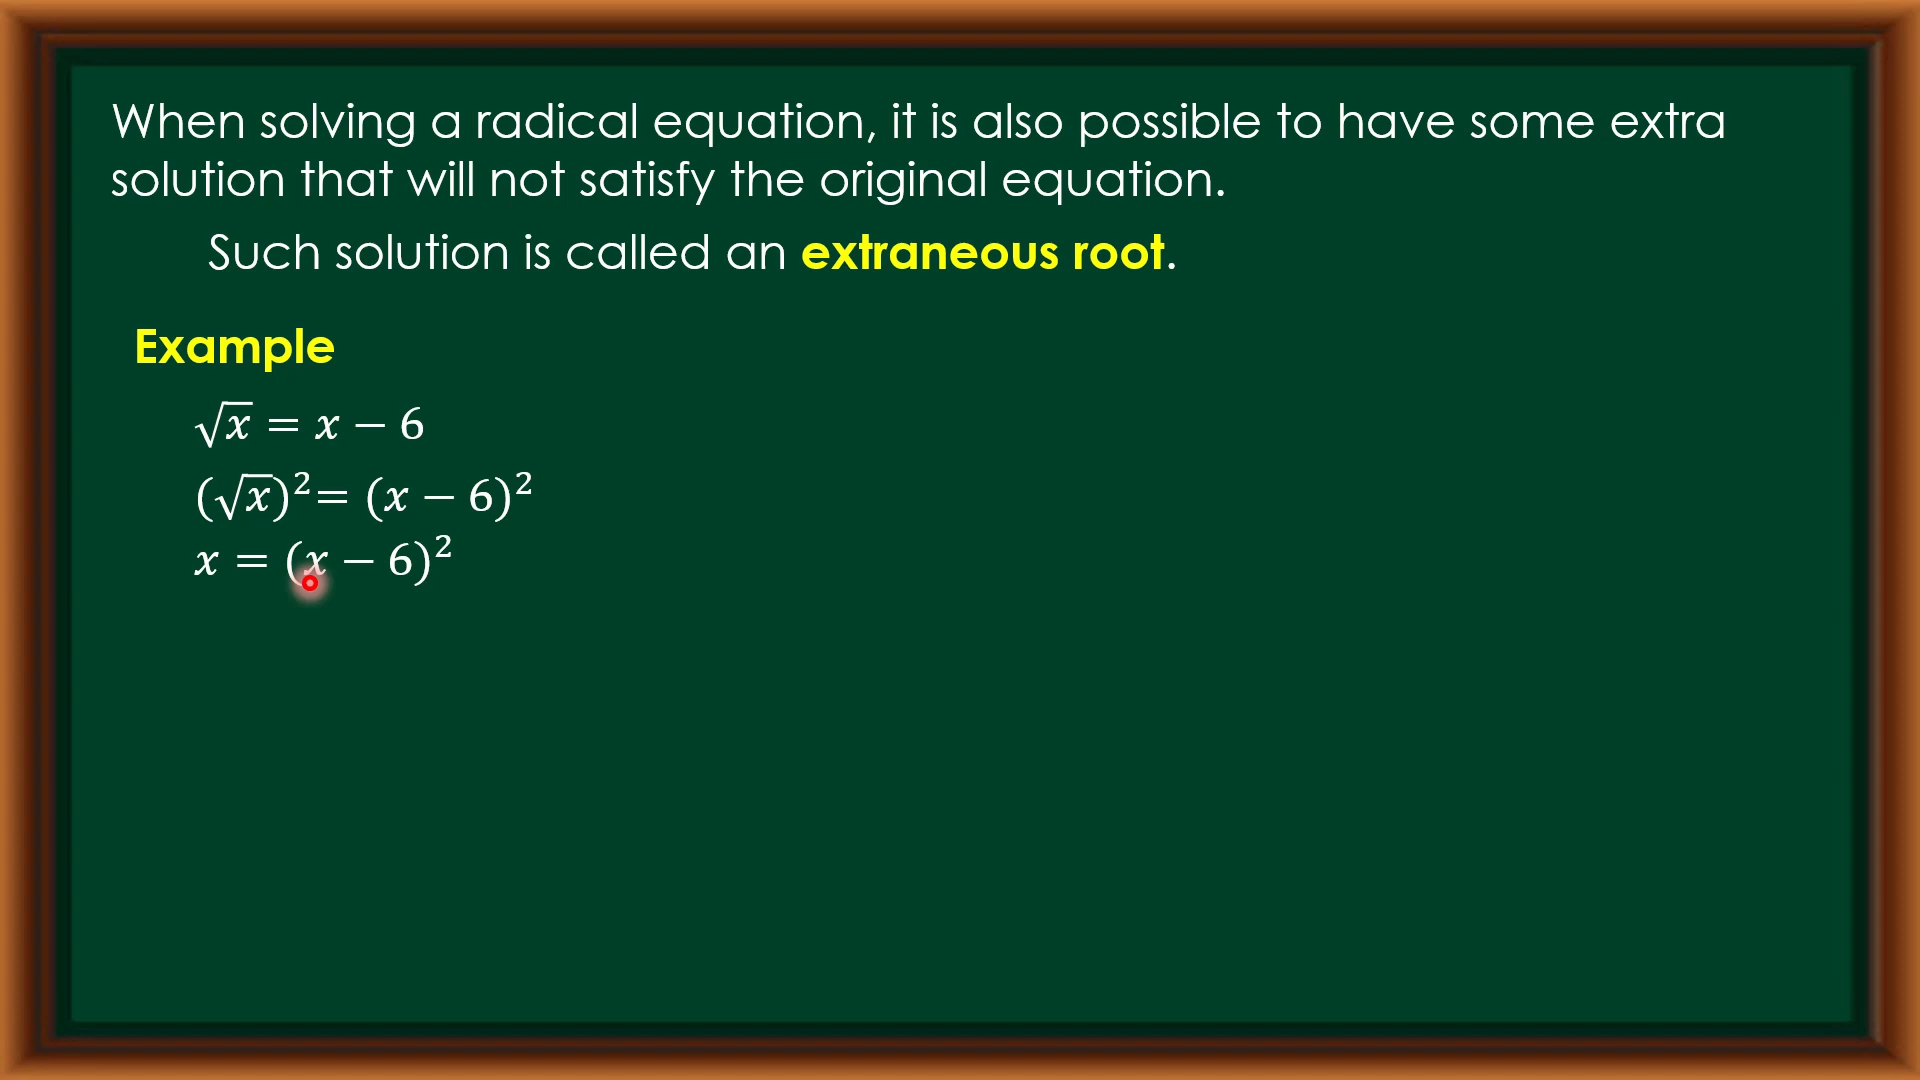 When solving a radical equation, it is also possible to have some extra
solution that will not satisfy the original equation.
Such solution is called an extraneous root.
Example
√x = x − 6
(√x)²= (x − 6)²
x = (x − 6)²